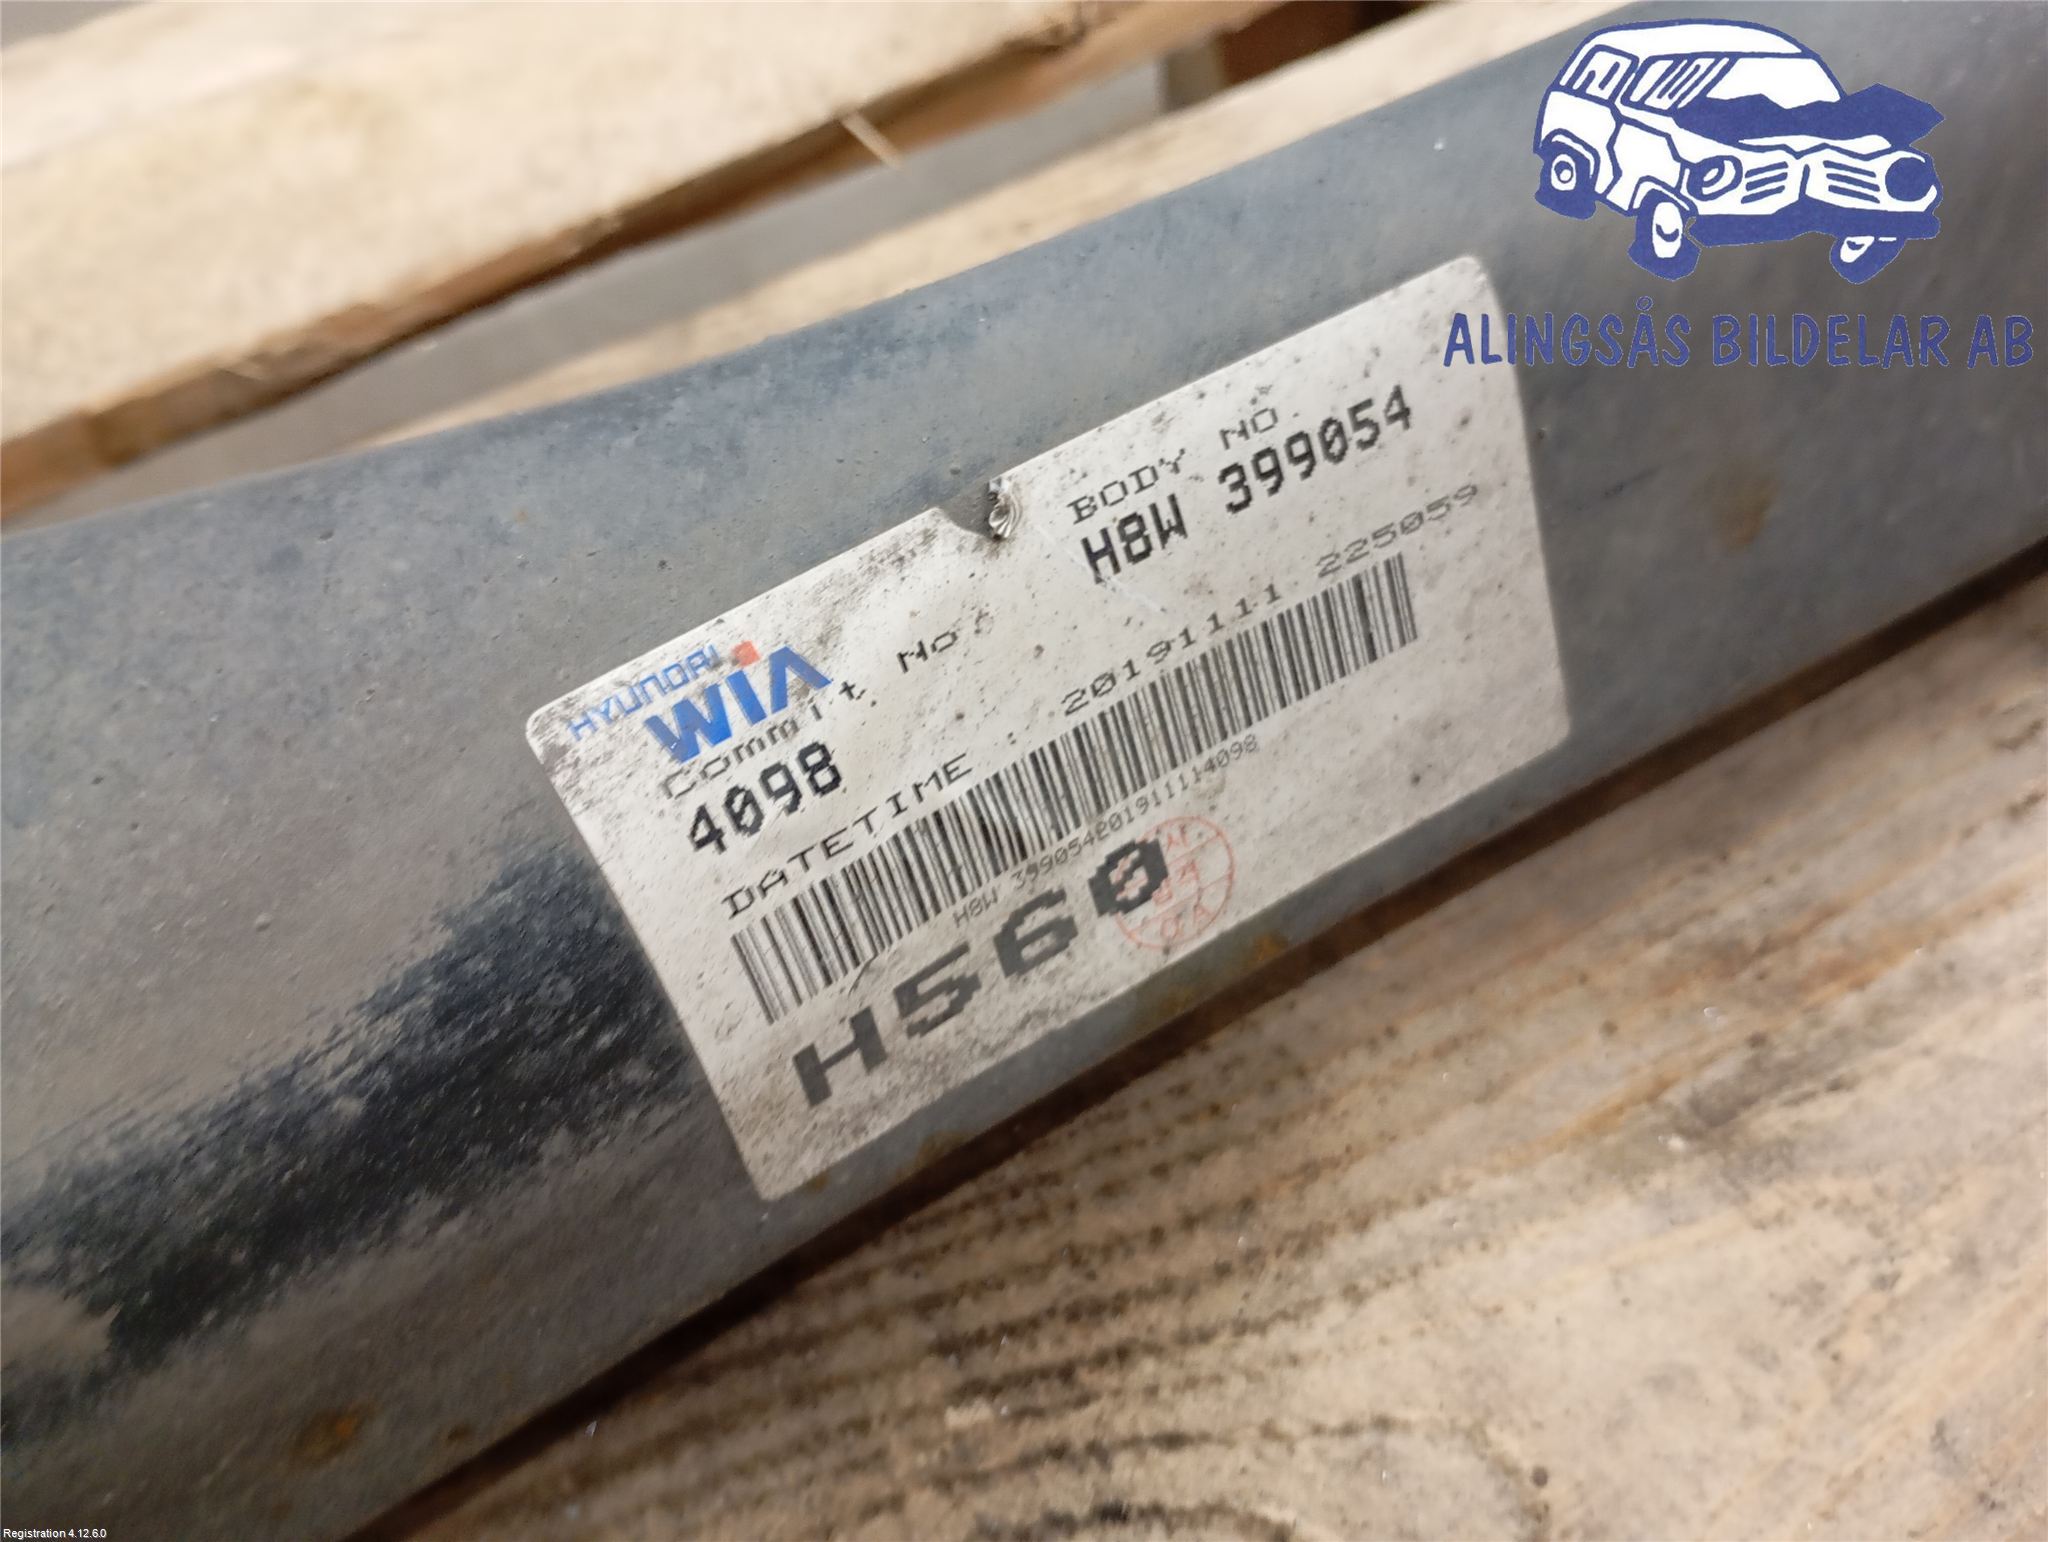 ALINGSÅS BILDELAR AB
HYUNDAI
WIA
BODY NO
H8W 399054
Commit No
4098
DATETIME : 20191111 225059
H8W 399054201911114098
H560
Registration 4.12.6.0